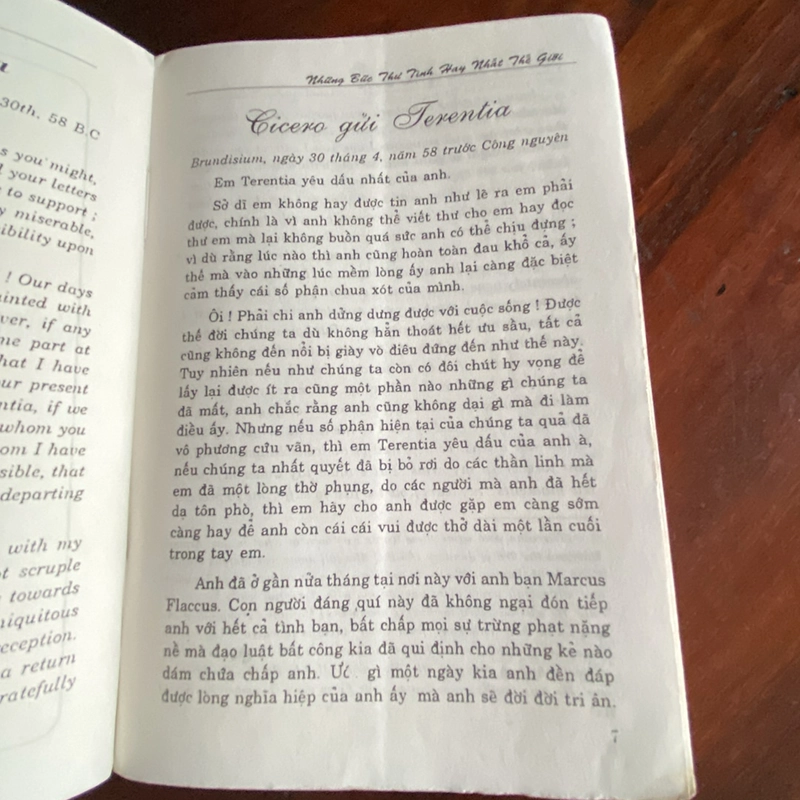 30th, 58 B.C
s you might,
your letters
to support ;
miserable,
ibility upon
! Our days
inted with
ver, if any
me part at
hat I have
ur present
ntia, if we
whom you
om I have
sible, that
departing
with my
t scruple
towards
niquitous
eception.
a return
ratefully
Những Bức Thư Tình Hay Nhất Thế Giới
Cicero gửi Terentia
Brundisium, ngày 30 tháng 4, năm 58 trước Công nguyên
Em Terentia yêu dấu nhất của anh.
Sở dĩ em không hay được tin anh như lẽ ra em phải
được, chính là vì anh không thể viết thư cho em hay đọc
thư em mà lại không buồn quá sức anh có thể chịu đựng ;
vì dù rằng lúc nào thì anh cũng hoàn toàn đau khổ cả, ấy
thế mà vào những lúc mềm lòng ấy anh lại càng đặc biệt
cảm thấy cái số phận chua xót của mình.
Ôi ! Phải chi anh dửng dưng được với cuộc sống ! Được
thế đời chúng ta dù không hẳn thoát hết ưu sầu, tất cả
cũng không đến nổi bị giày vò điêu đứng đến như thế này.
Tuy nhiên nếu như chúng ta còn có đôi chút hy vọng để
lấy lại được ít ra cũng một phần nào những gì chúng ta
đã mất, anh chắc rằng anh cũng không dại gì mà đi làm
điều ấy. Nhưng nếu số phận hiện tại của chúng ta quả đã
vô phương cứu vãn, thì em Terentia yêu dấu của anh à,
nếu chúng ta nhất quyết đã bị bỏ rơi do các thần linh mà
em đã một lòng thờ phụng, do các người mà anh đã hết
dạ tôn phò, thì em hãy cho anh được gặp em càng sớm
càng hay để anh còn cái cái vui được thở dài một lần cuối
trong tay em.
Anh đã ở gần nửa tháng tại nơi này với anh bạn Marcus
Flaccus. Con người đáng quí này đã không ngại đón tiếp
anh với hết cả tình bạn, bất chấp mọi sự trừng phạt nặng
nề mà đạo luật bất công kia đã qui định cho những kẻ nào
dám chứa chấp anh. gì một ngày kia anh đền đáp
được lòng nghĩa hiệp của anh ấy mà anh sẽ đời đời tri ân.
7